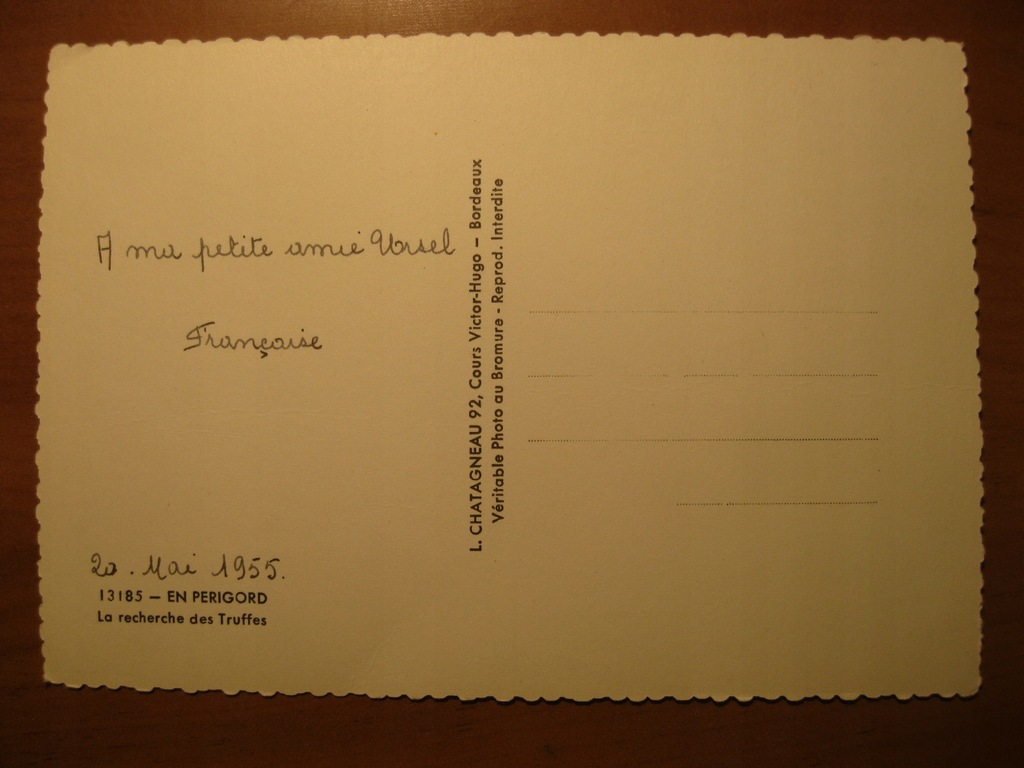 A ma petite amie Ursel
Françoise
20. Mai 1955.
13185 — EN PERIGORD
La recherche des Truffes
L. CHATAGNEAU 92, Cours Victor-Hugo — Bordeaux
Véritable Photo au Bromure - Reprod. Interdite